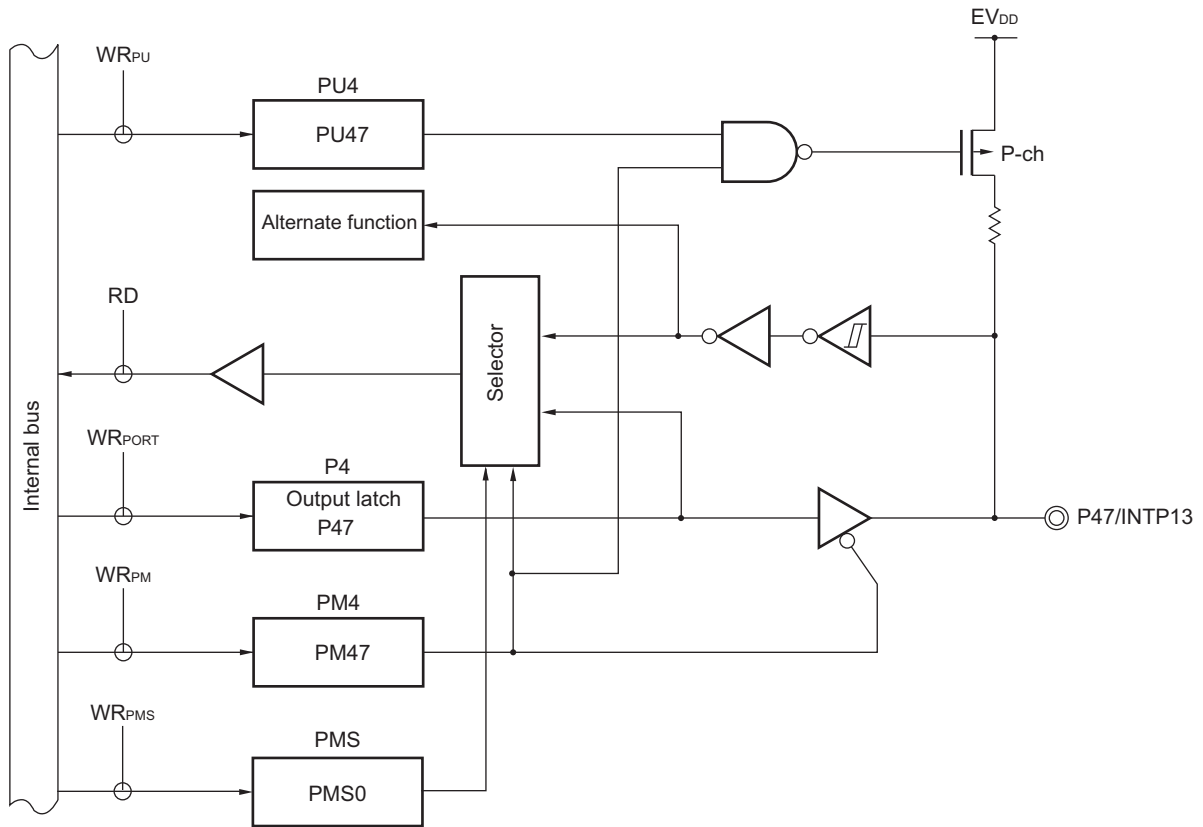 EVDD
WRPU
PU4
PU47
P-ch
Alternate function
RD
Selector
Internal bus
WRPORT
P4
Output latch
P47
P47/INTP13
WRPM
PM4
PM47
WRPMS
PMS
PMS0